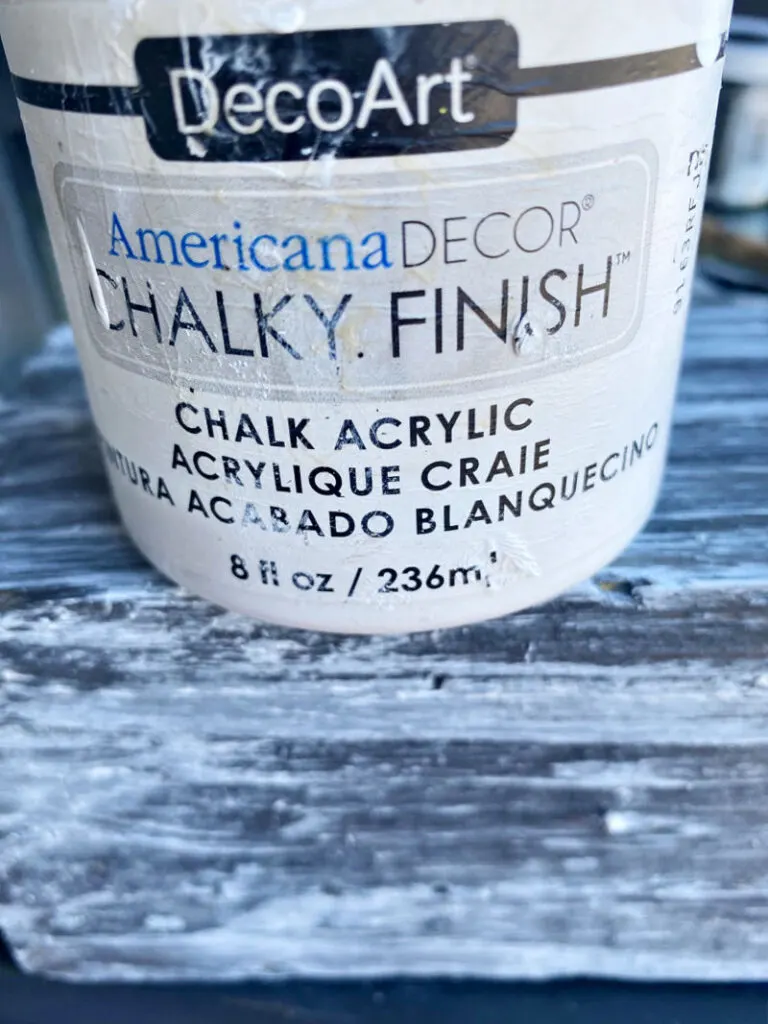 DecoArt®
AmericanaDECOR®
CHALKY FINISH™
CHALK ACRYLIC
ACRYLIQUE CRAIE
ACABADO BLANQUECINO
8 fl oz / 236ml